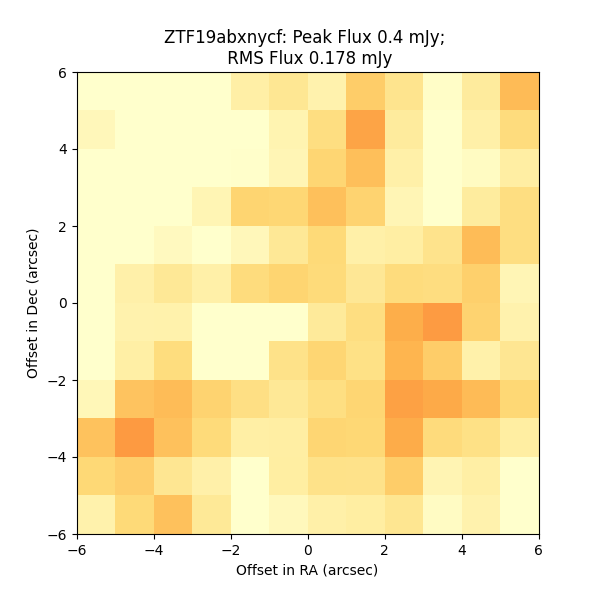 ZTF19abxnycf: Peak Flux 0.4 mJy;
RMS Flux 0.178 mJy
6
4
2
0
−2
−4
−6
Offset in Dec (arcsec)
−6 −4 −2 0 2 4 6
Offset in RA (arcsec)